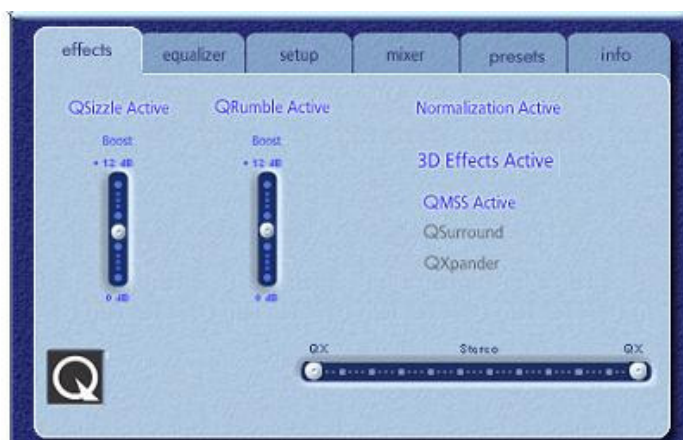 effects equalizer setup mixer presets info
QSizzle Active QRumble Active Normalization Active
Boost Boost
+ 12 dB + 12 dB
3D Effects Active
QMSS Active
QSurround
QXpander
0 dB 0 dB
QX Stereo QX
Q